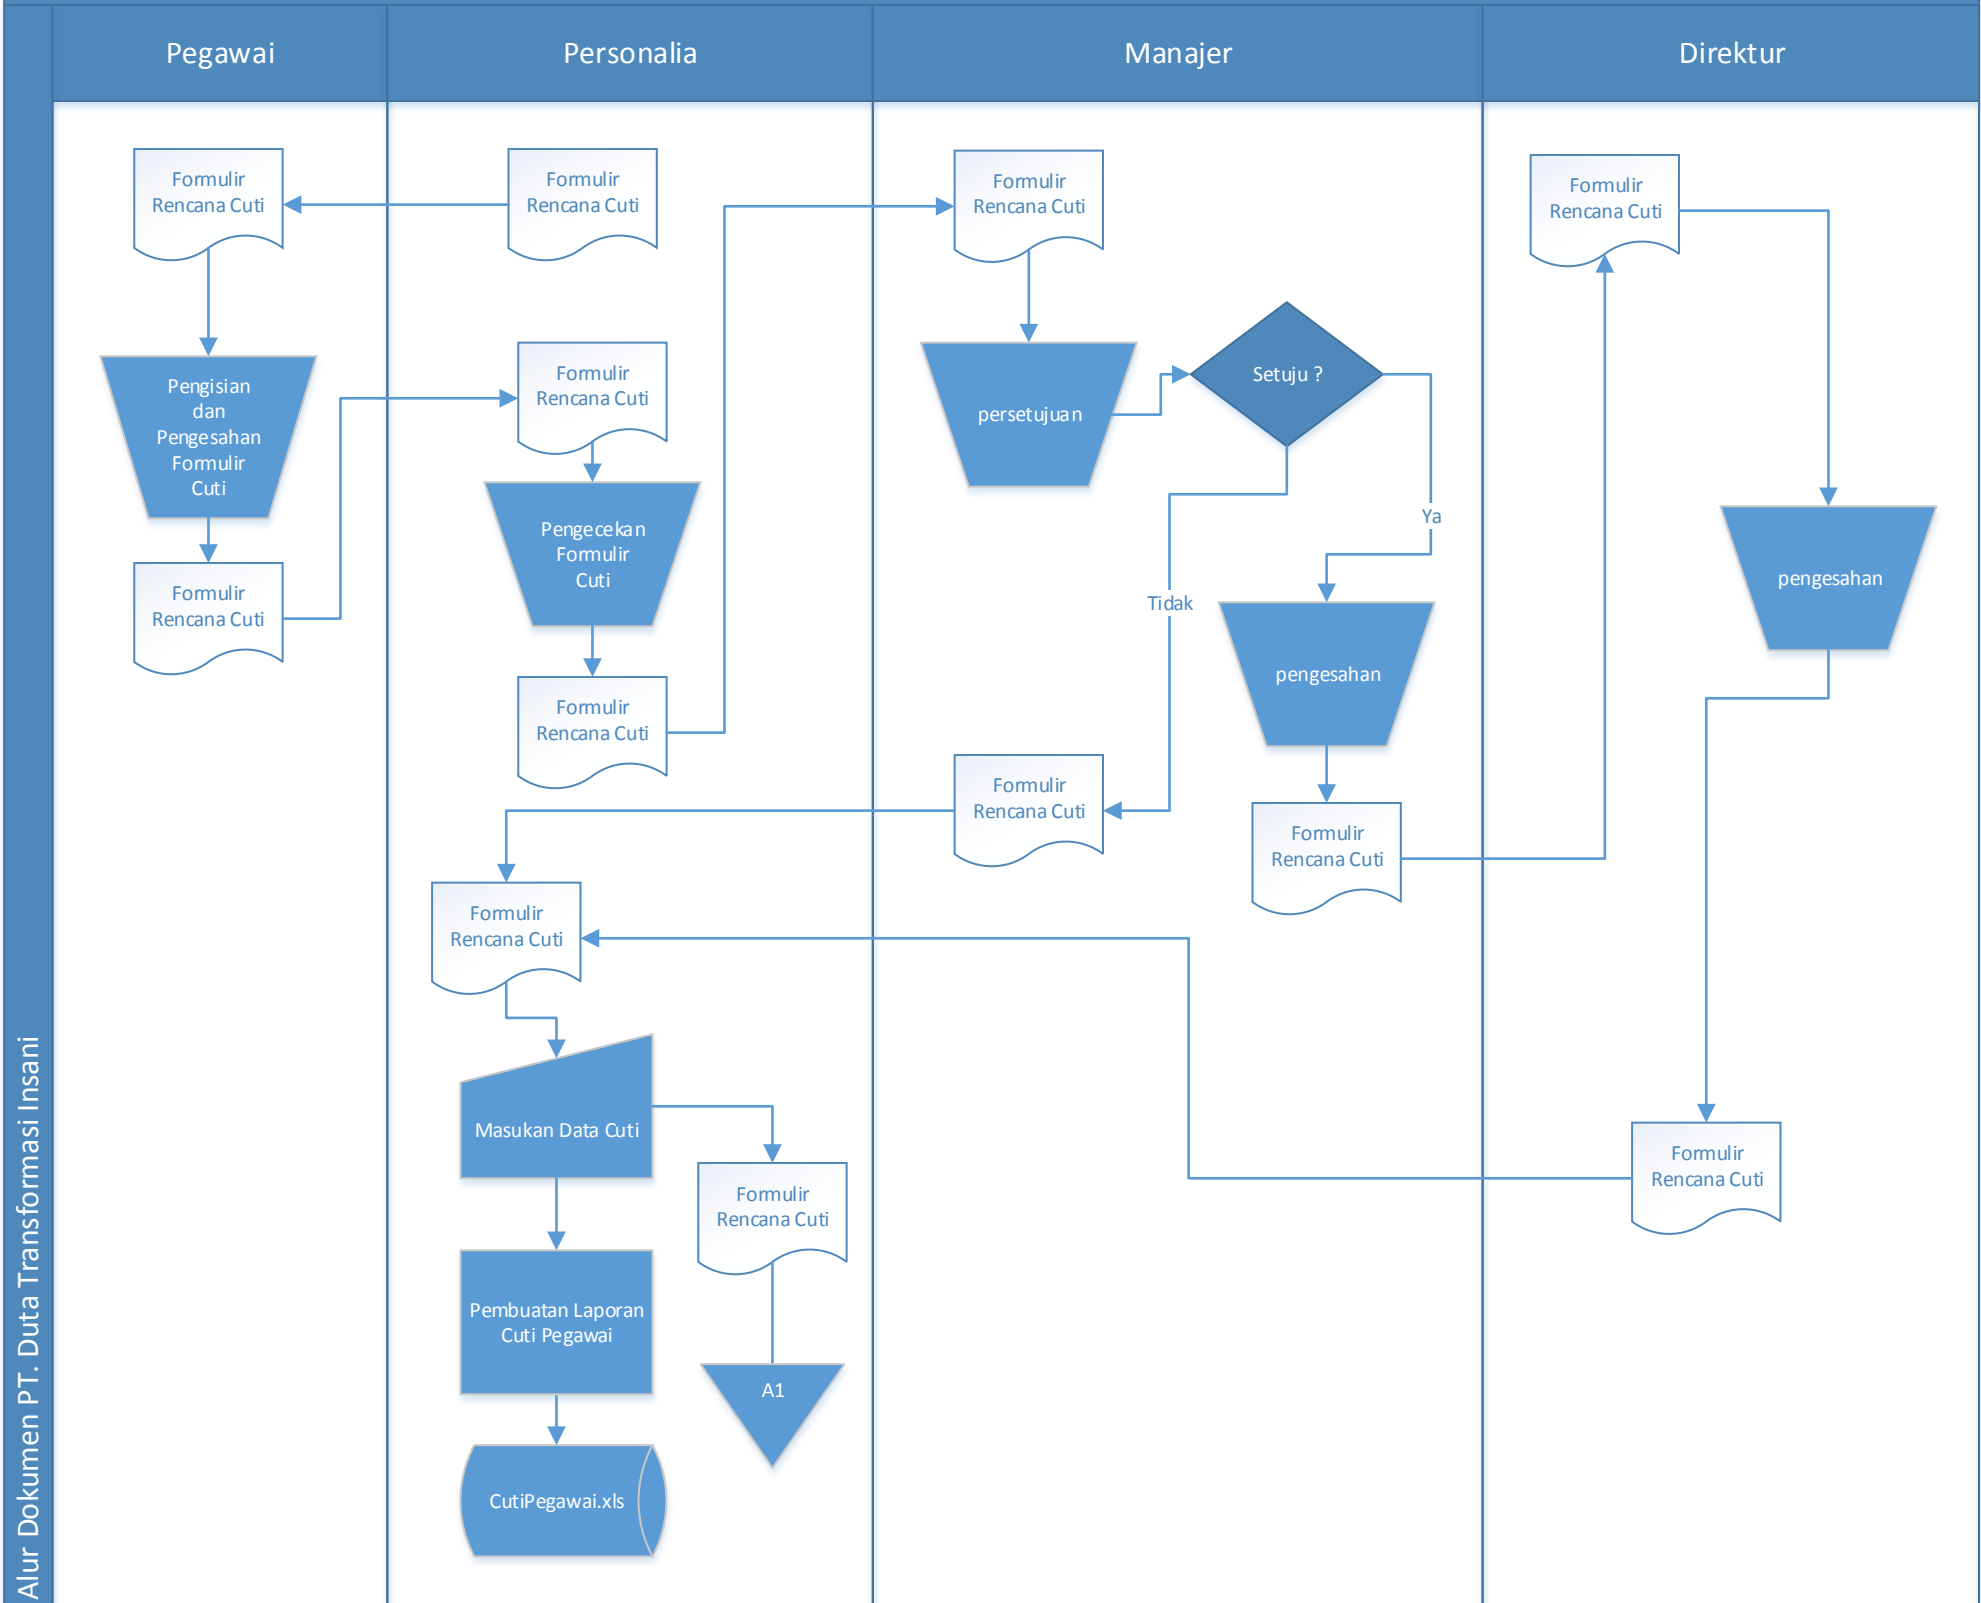 Alur Dokumen PT. Duta Transformasi Insani
Pegawai
Personalia
Manajer
Direktur
Formulir
Rencana Cuti
Pengisian
dan
Pengesahan
Formulir
Cuti
Formulir
Rencana Cuti
Formulir
Rencana Cuti
Formulir
Rencana Cuti
Pengecekan
Formulir
Cuti
Formulir
Rencana Cuti
Formulir
Rencana Cuti
Masukan Data Cuti
Formulir
Rencana Cuti
Pembuatan Laporan
Cuti Pegawai
A1
CutiPegawai.xls
Formulir
Rencana Cuti
persetujuan
Setuju ?
Ya
Tidak
pengesahan
Formulir
Rencana Cuti
Formulir
Rencana Cuti
Formulir
Rencana Cuti
pengesahan
Formulir
Rencana Cuti